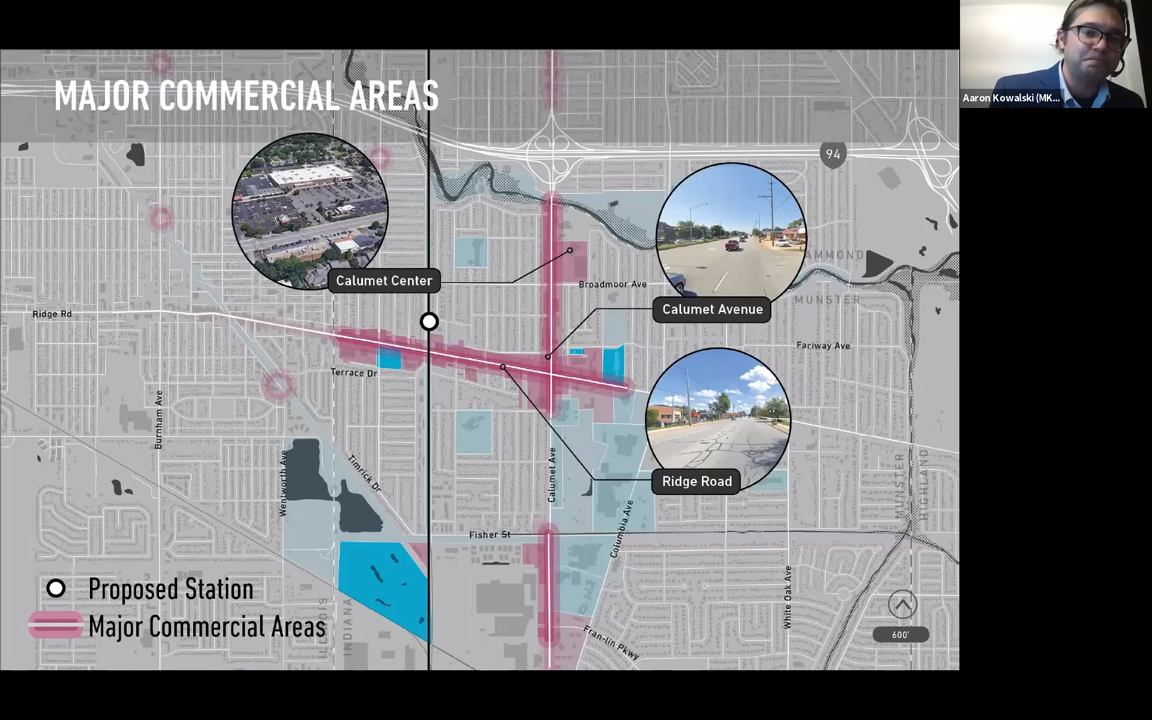 MAJOR COMMERCIAL AREAS
Aaron Kowalski (MK...
94
Calumet Center
Broadmoor Ave
HAMMOND
MUNSTER
Calumet Avenue
Ridge Rd
Fariway Ave
Terrace Dr
Burnham Ave
Wentworth Ave
Timrick Dr
Calumet Ave
Ridge Road
Columbia Ave
MUNSTER
HIGHLAND
Fisher St
White Oak Ave
Proposed Station
Major Commercial Areas
ILLINOIS
INDIANA
Fran-lin Pkwy
600'